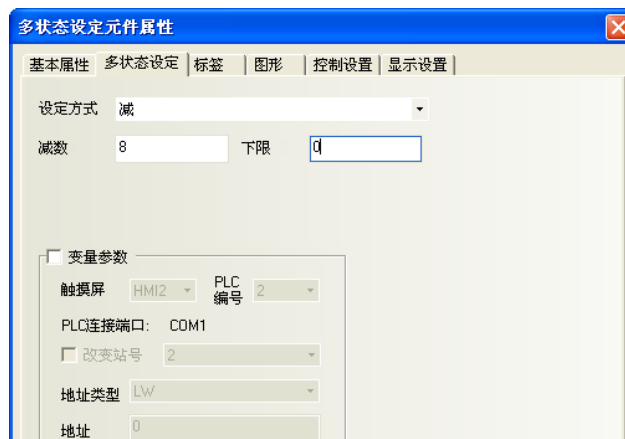 多状态设定元件属性
基本属性 多状态设定 标签 图形 控制设置 显示设置
设定方式 减
减数 8 下限 0
变量参数
触摸屏 HMI2 PLC编号 2
PLC连接端口: COM1
改变站号 2
地址类型 LW
地址 0